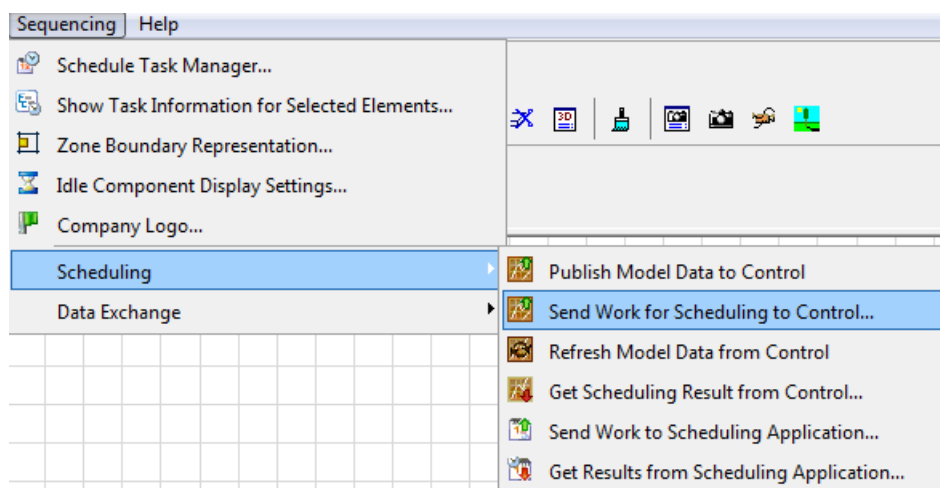 Sequencing Help
Schedule Task Manager...
Show Task Information for Selected Elements...
Zone Boundary Representation...
Idle Component Display Settings...
Company Logo...
Scheduling
Data Exchange
Publish Model Data to Control
Send Work for Scheduling to Control...
Refresh Model Data from Control
Get Scheduling Result from Control...
Send Work to Scheduling Application...
Get Results from Scheduling Application...
3D